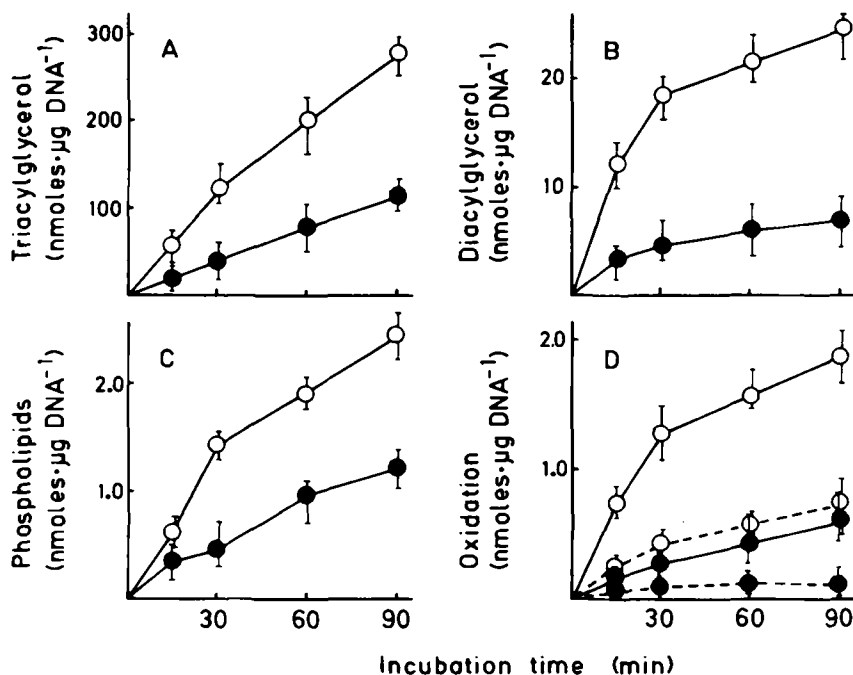 A
Triacylglycerol
(nmoles·µg DNA⁻¹)
300
200
100
B
Diacylglycerol
(nmoles·µg DNA⁻¹)
20
10
C
Phospholipids
(nmoles·µg DNA⁻¹)
2.0
1.0
30
60
90
D
Oxidation
(nmoles·µg DNA⁻¹)
2.0
1.0
30
60
90
Incubation time (min)